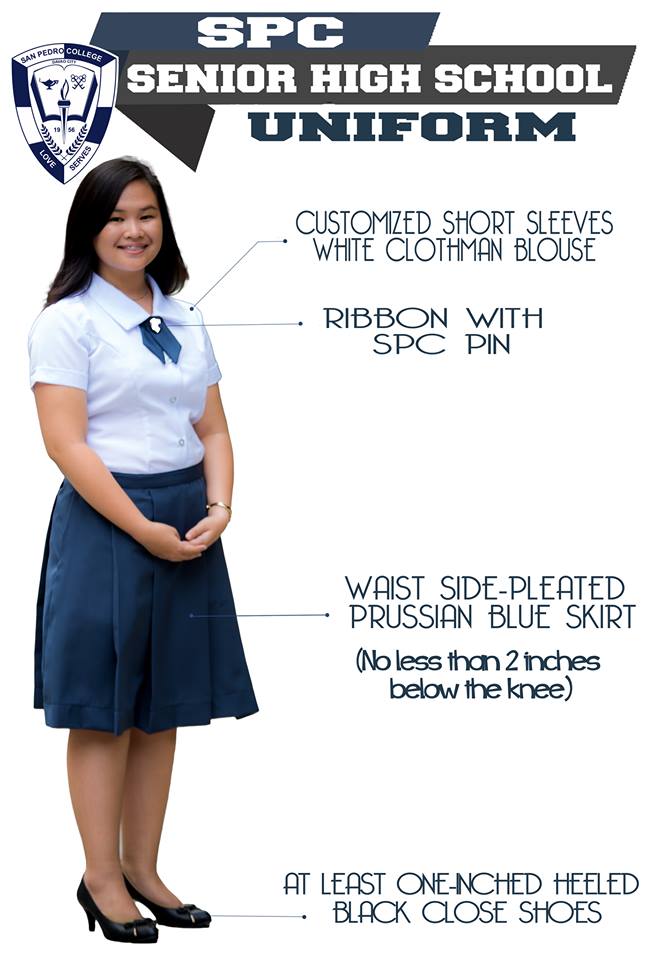 SPC
SENIOR HIGH SCHOOL
UNIFORM
SAN PEDRO COLLEGE
DAVAO CITY
19 56
LOVE SERVES
CUSTOMIZED SHORT SLEEVES
WHITE CLOTHMAN BLOUSE
RIBBON WITH
SPC PIN
WAIST SIDE-PLEATED
PRUSSIAN BLUE SKIRT
(No less than 2 inches
below the knee)
AT LEAST ONE-INCHED HEELED
BLACK CLOSE SHOES